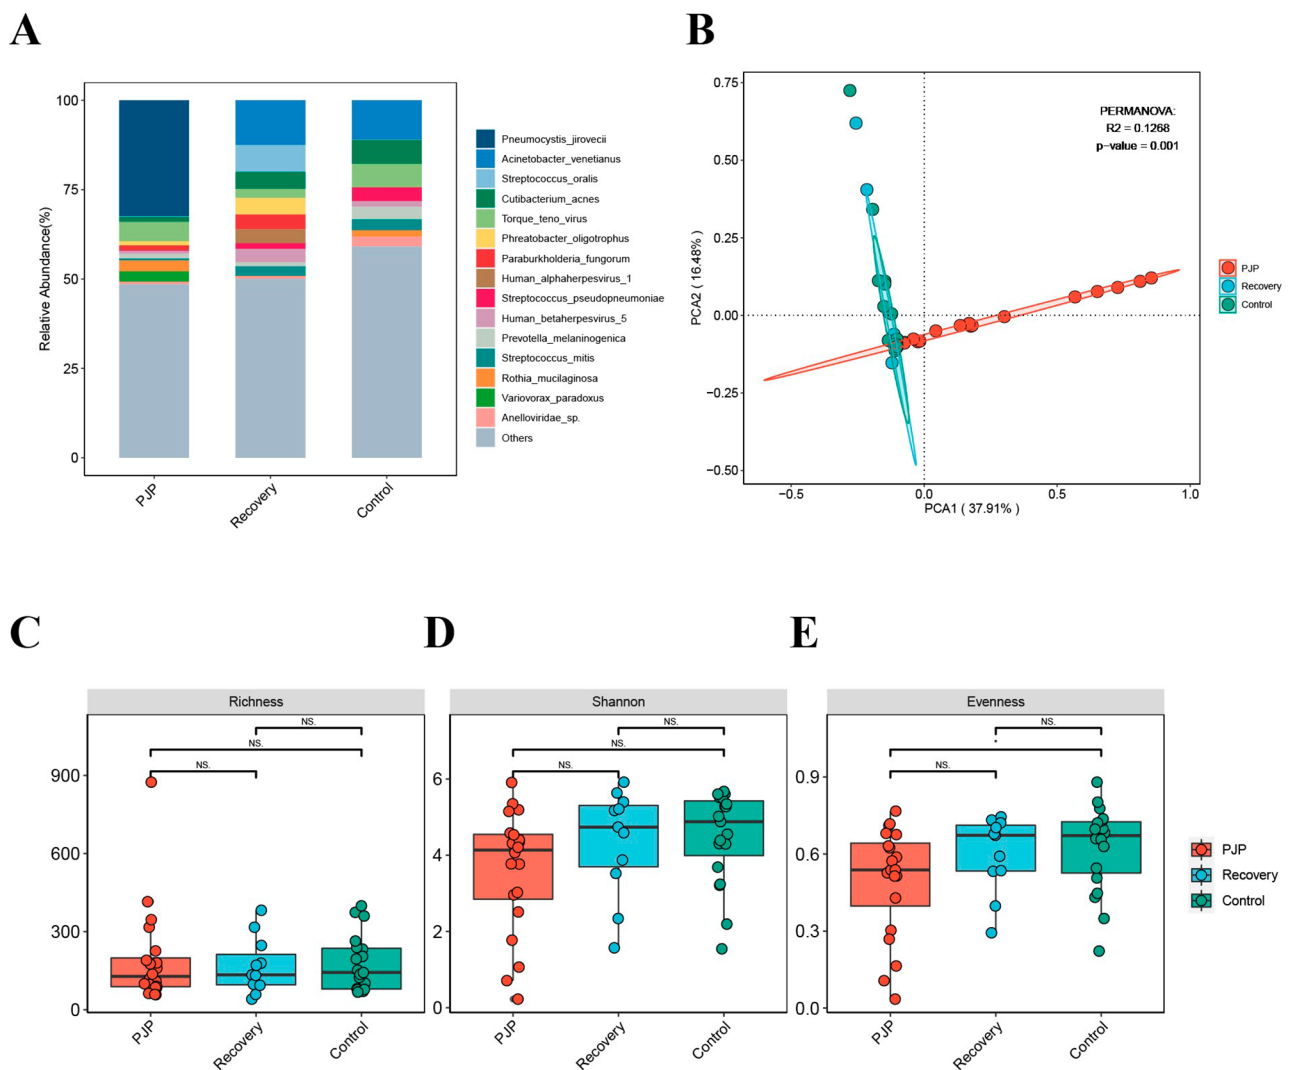 A
Relative Abundance(%)
100
75
50
25
0
PJP
Recovery
Control
Pneumocystis_jirovecii
Acinetobacter_venetianus
Streptococcus_oralis
Cutibacterium_acnes
Torque_teno_virus
Phreatobacter_oligotrophus
Paraburkholderia_fungorum
Human_alphaherpesvirus_1
Streptococcus_pseudopneumoniae
Human_betaherpesvirus_5
Prevotella_melaninogenica
Streptococcus_mitis
Rothia_mucilaginosa
Variovorax_paradoxus
Anelloviridae_sp.
Others
B
PCA2 ( 16.48% )
0.75
0.50
0.25
0.00
−0.25
−0.50
PERMANOVA:
R2 = 0.1268
p−value = 0.001
−0.5
0.0
0.5
1.0
PCA1 ( 37.91% )
PJP
Recovery
Control
C
Richness
NS.
NS.
NS.
900
600
300
0
PJP
Recovery
Control
D
Shannon
NS.
NS.
NS.
6
4
2
0
PJP
Recovery
Control
E
Evenness
NS.
*
NS.
0.9
0.6
0.3
0.0
PJP
Recovery
Control
PJP
Recovery
Control